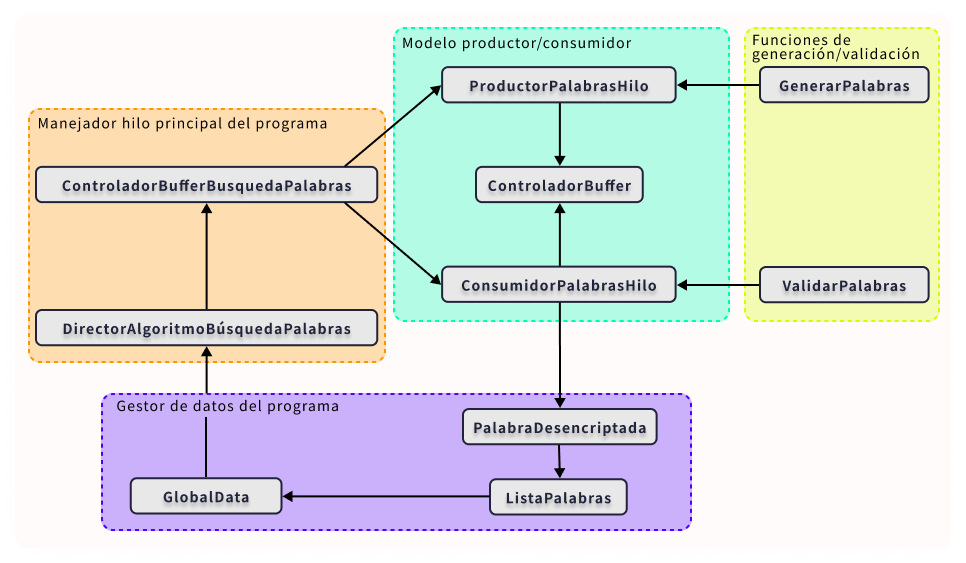 Modelo productor/consumidor
Funciones de
generación/validación
ProductorPalabrasHilo
GenerarPalabras
Manejador hilo principal del programa
ControladorBufferBusquedaPalabras
ControladorBuffer
ConsumidorPalabrasHilo
ValidarPalabras
DirectorAlgoritmoBúsquedaPalabras
Gestor de datos del programa
PalabraDesencriptada
GlobalData
ListaPalabras